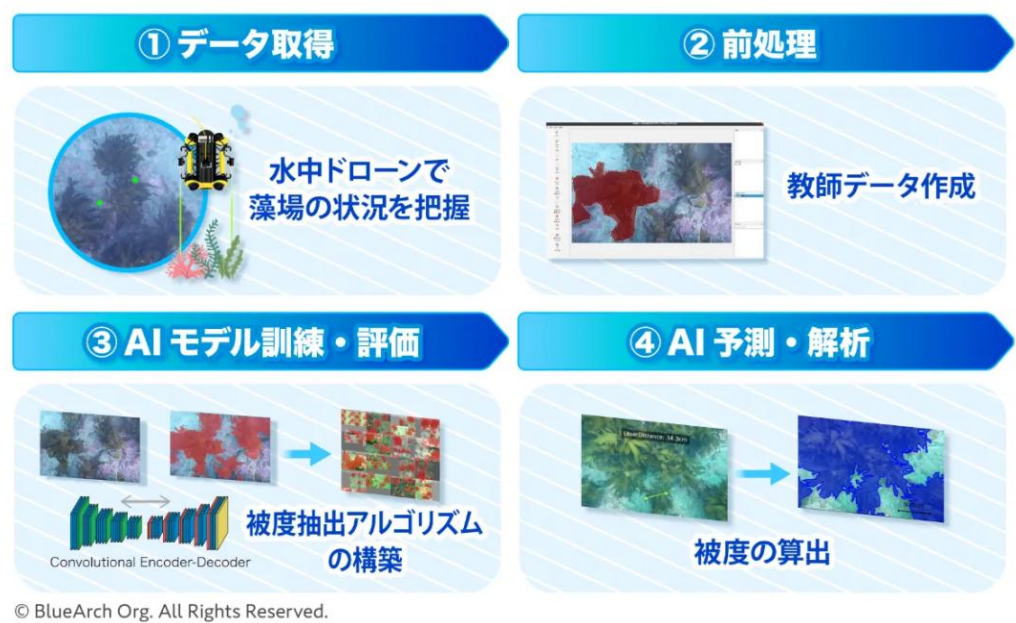 ① データ取得
水中ドローンで
藻場の状況を把握
② 前処理
教師データ作成
③ AI モデル訓練・評価
Convolutional Encoder-Decoder
被度抽出アルゴリズム
の構築
④ AI 予測・解析
被度の算出
© BlueArch Org. All Rights Reserved.